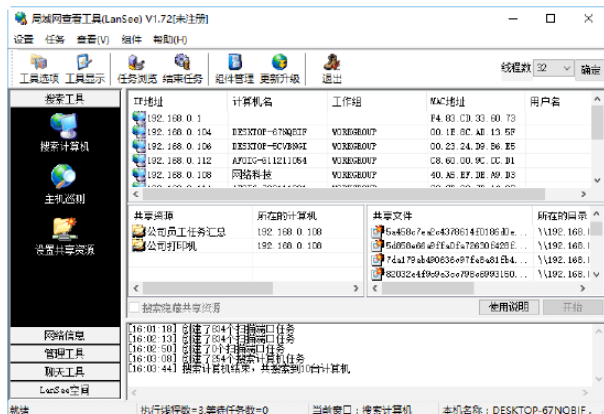 局域网查看工具(LanSee) V1.72[未注册]
设置 任务 查看(V) 组件 帮助(H)
工具选项 工具显示 任务浏览 结束任务 组件管理 更新升级 退出 线程数 32 确定
搜索工具
搜索计算机
主机巡测
设置共享资源
网络信息
管理工具
聊天工具
LanSee空间
IP地址 计算机名 工作组 MAC地址 用户名
192.168.0.1 F4.83.CD.33.60.73
192.168.0.104 DESKTOP-67NQBIF WORKGROUP 00.1E.8C.AD.13.5F
192.168.0.106 DESKTOP-5CVBNGI WORKGROUP 00.23.24.D9.B6.E5
192.168.0.112 AFOIG-611211054 WORKGROUP C8.60.00.9C.CC.D1
192.168.0.108 网络科技 WORKGROUP 40.A5.EF.DE.A9.D3
共享资源 所在的计算机
公司员工任务汇总 192.168.0.108
公司打印机 192.168.0.108
共享文件 所在的目录
\\192.168.
\\192.168.
\\192.168.
\\192.168.
搜索隐藏共享资源 使用说明 开始
[16:01:18] 创建了834个扫描端口任务
[16:02:13] 创建了834个扫描端口任务
[16:02:50] 创建了0个扫描端口任务
[16:03:08] 创建了254个搜索计算机任务
[16:03:44] 搜索计算机结束，共搜索到10台计算机
就绪 执行线程数=3,等待任务数=0 当前窗口：搜索计算机 本机名称：DESKTOP-67NQBIF